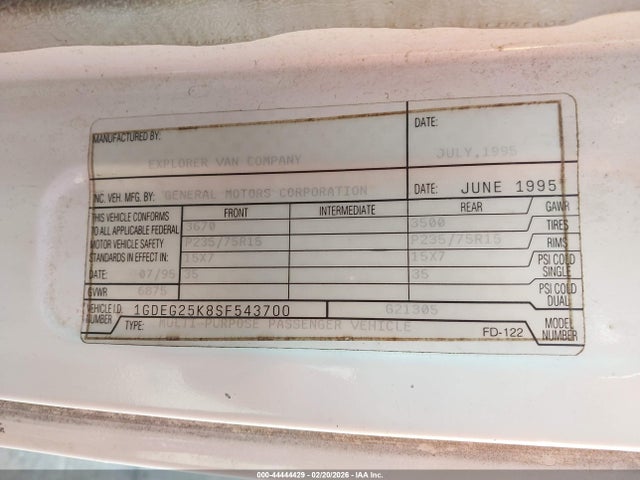 MANUFACTURED BY: DATE:
EXPLORER VAN COMPANY JULY, 1995
INC. VEH. MFG. BY: GENERAL MOTORS CORPORATION DATE: JUNE 1995
THIS VEHICLE CONFORMS FRONT INTERMEDIATE REAR GAWR
TO ALL APPLICABLE FEDERAL 3670 3500 TIRES
MOTOR VEHICLE SAFETY P235/75R15 P235/75R15 RIMS
STANDARDS IN EFFECT IN: 15X7 15X7 PSI COLD SINGLE
DATE: 07/95 35 35
GVWR 6875 PSI COLD DUAL
VEHICLE I.D. NUMBER 1GDEG25K8SF543700 G21305 MODEL NUMBER
TYPE: MULTI-PURPOSE PASSENGER VEHICLE FD-122
000-44444429 - 02/20/2026 - IAA Inc.